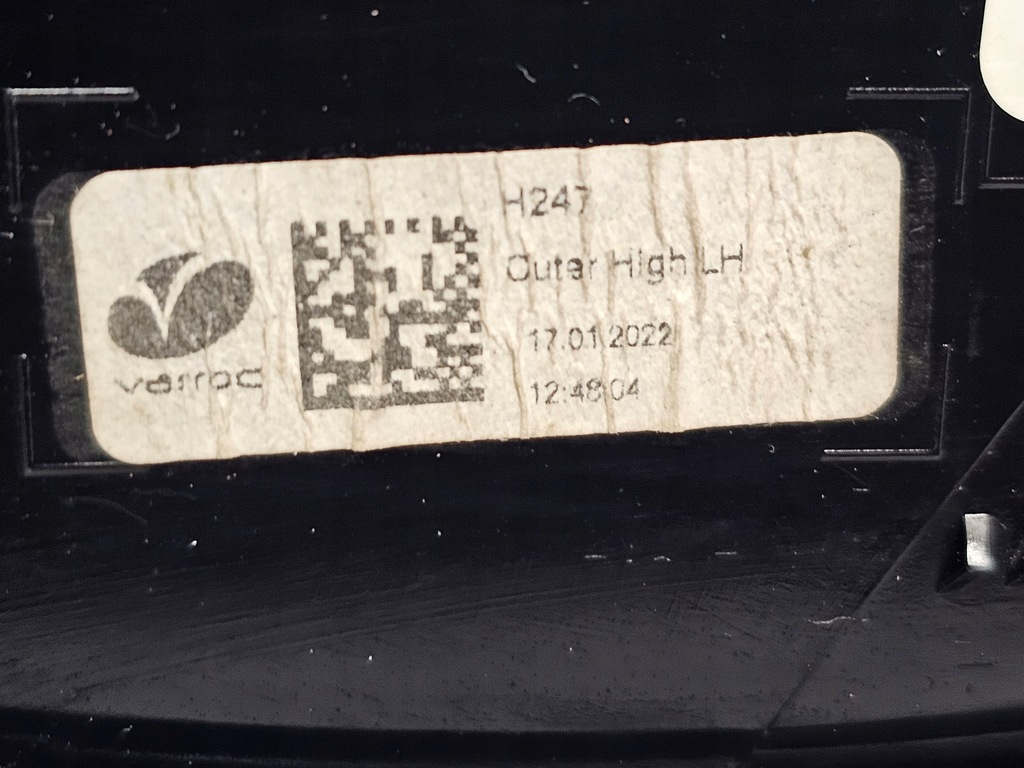 varroc
H247
Outer High LH
17.01.2022
12:48:04